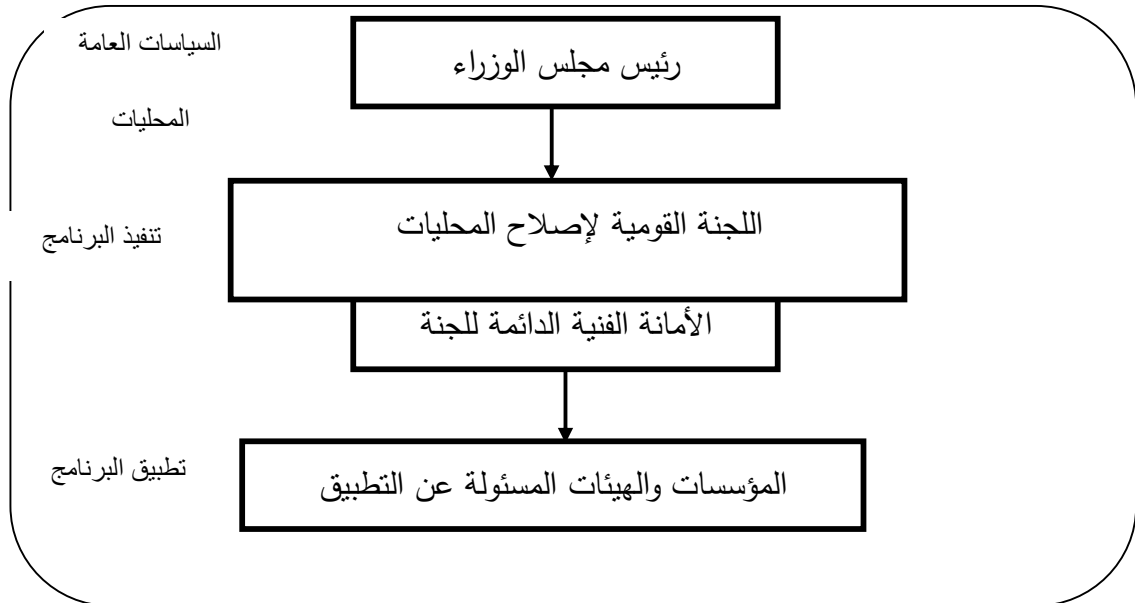 السياسات العامة
رئيس مجلس الوزراء
المحليات
اللجنة القومية لإصلاح المحليات
تنفيذ البرنامج
الأمانة الفنية الدائمة للجنة
تطبيق البرنامج
المؤسسات والهيئات المسئولة عن التطبيق